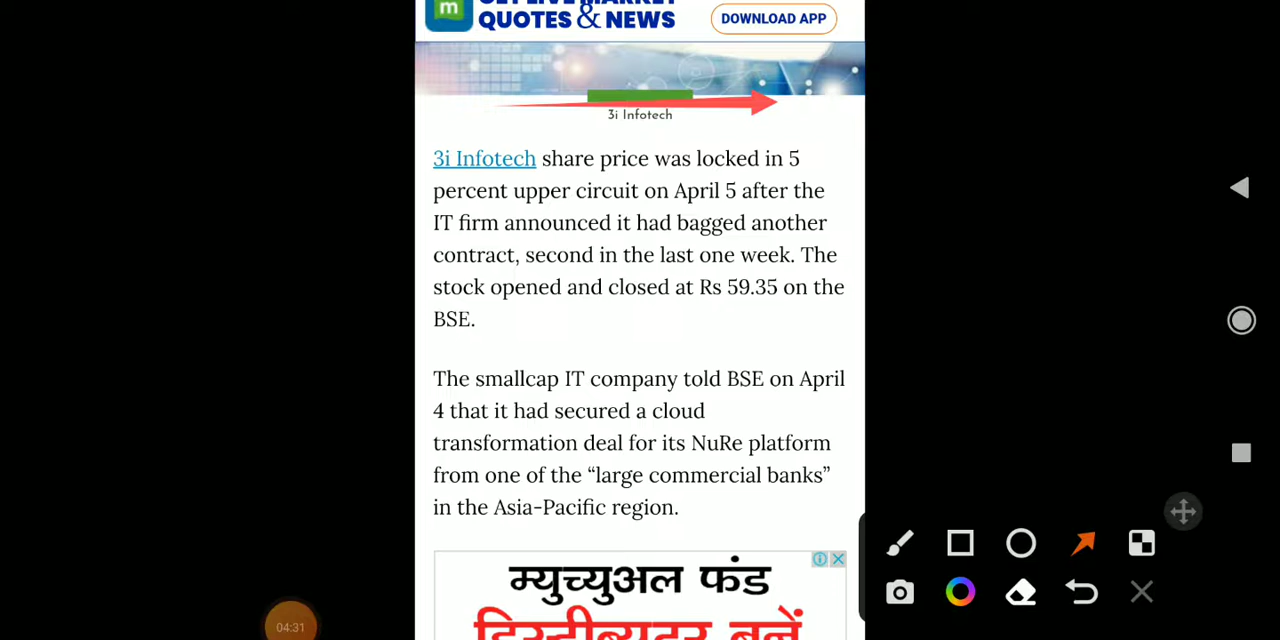 QUOTES & NEWS
DOWNLOAD APP
3i Infotech
3i Infotech share price was locked in 5
percent upper circuit on April 5 after the
IT firm announced it had bagged another
contract, second in the last one week. The
stock opened and closed at Rs 59.35 on the
BSE.
The smallcap IT company told BSE on April
4 that it had secured a cloud
transformation deal for its NuRe platform
from one of the “large commercial banks”
in the Asia-Pacific region.
म्युच्युअल फंड
डिस्ट्रीब्यूटर बनें
04:31